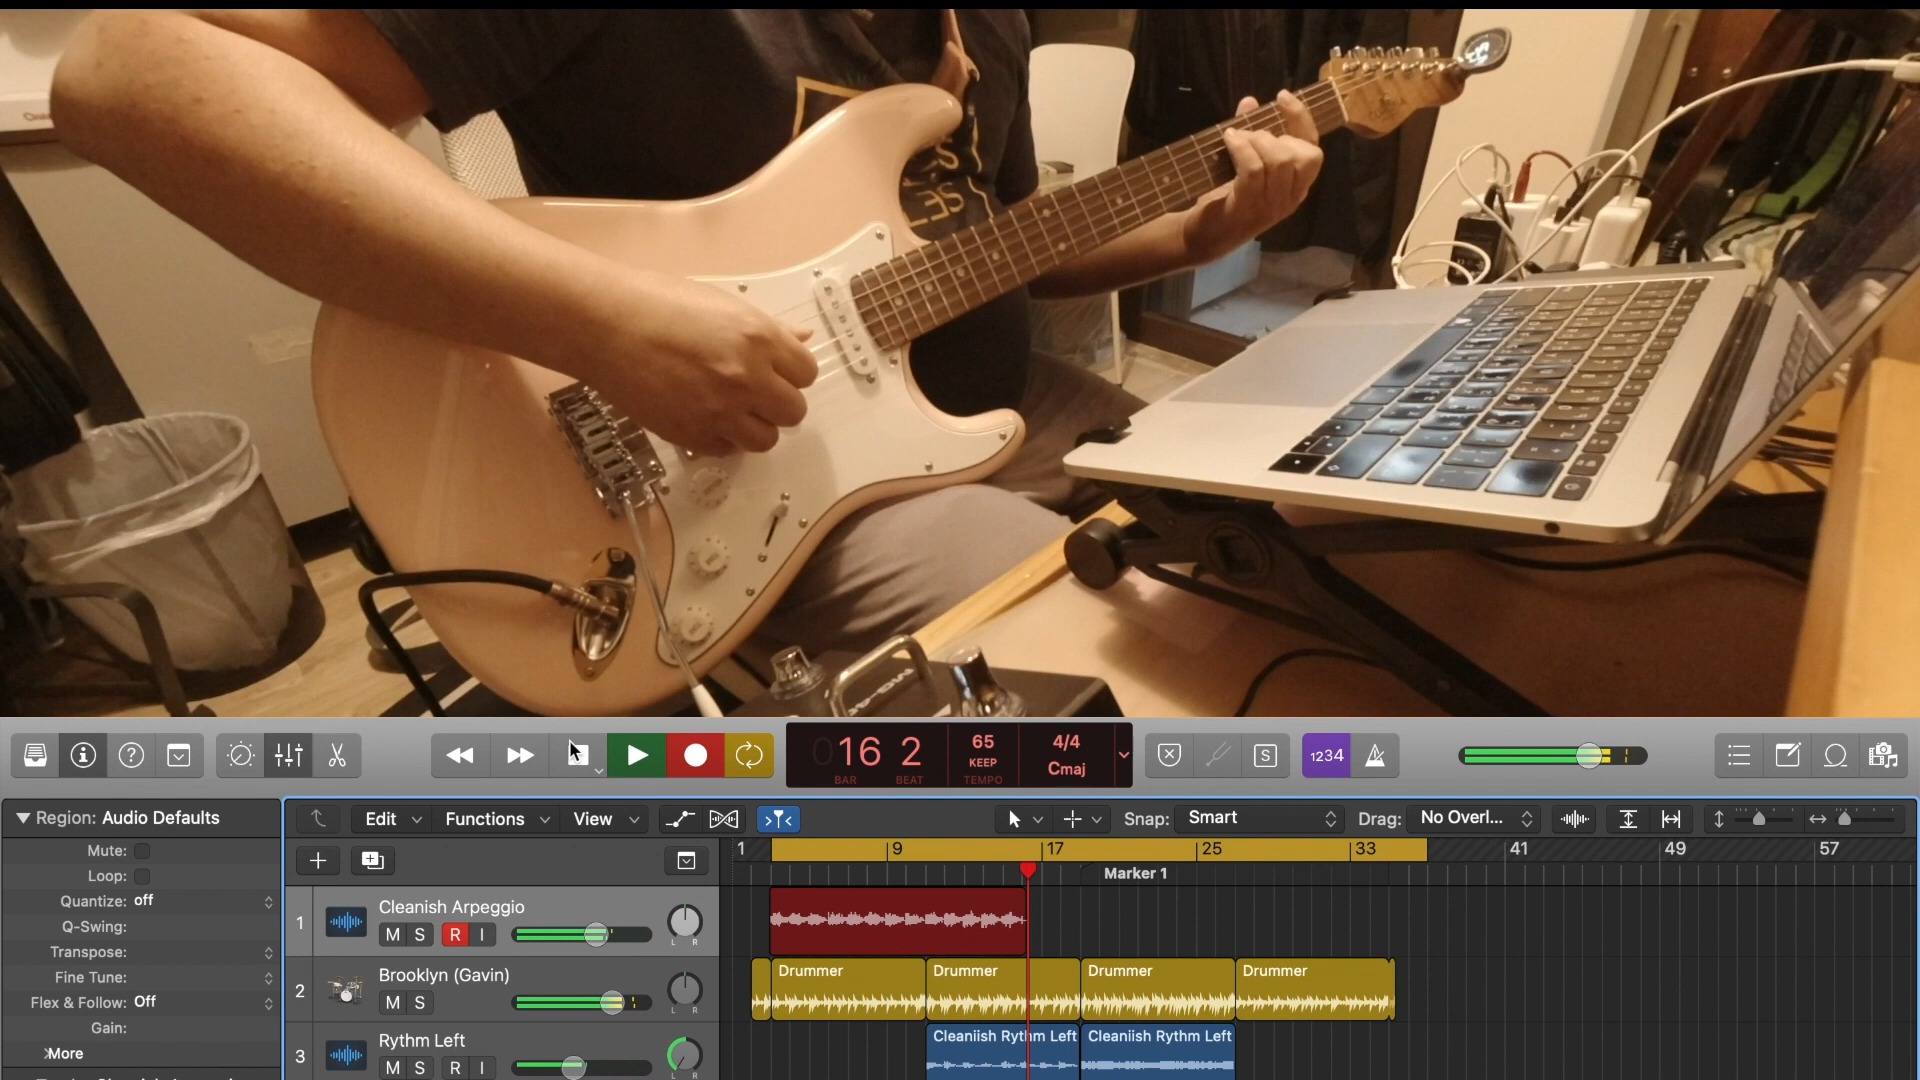 SET
1234
16 2
BAR BEAT
65
KEEP
TEMPO
4/4
Cmaj
S
Region: Audio Defaults
Mute:
Loop:
Quantize: off
Q-Swing:
Transpose:
Fine Tune:
Flex & Follow: Off
Gain:
More
Edit Functions View
Snap: Smart
Drag: No Overl...
1 9 17 25 33 41 49 57
Marker 1
1 Cleanish Arpeggio
M S R I
L R
2 Brooklyn (Gavin)
M S
L R
Drummer Drummer Drummer Drummer
3 Rythm Left
M S R I
L R
Cleaniish Rythm Left Cleaniish Rythm Left